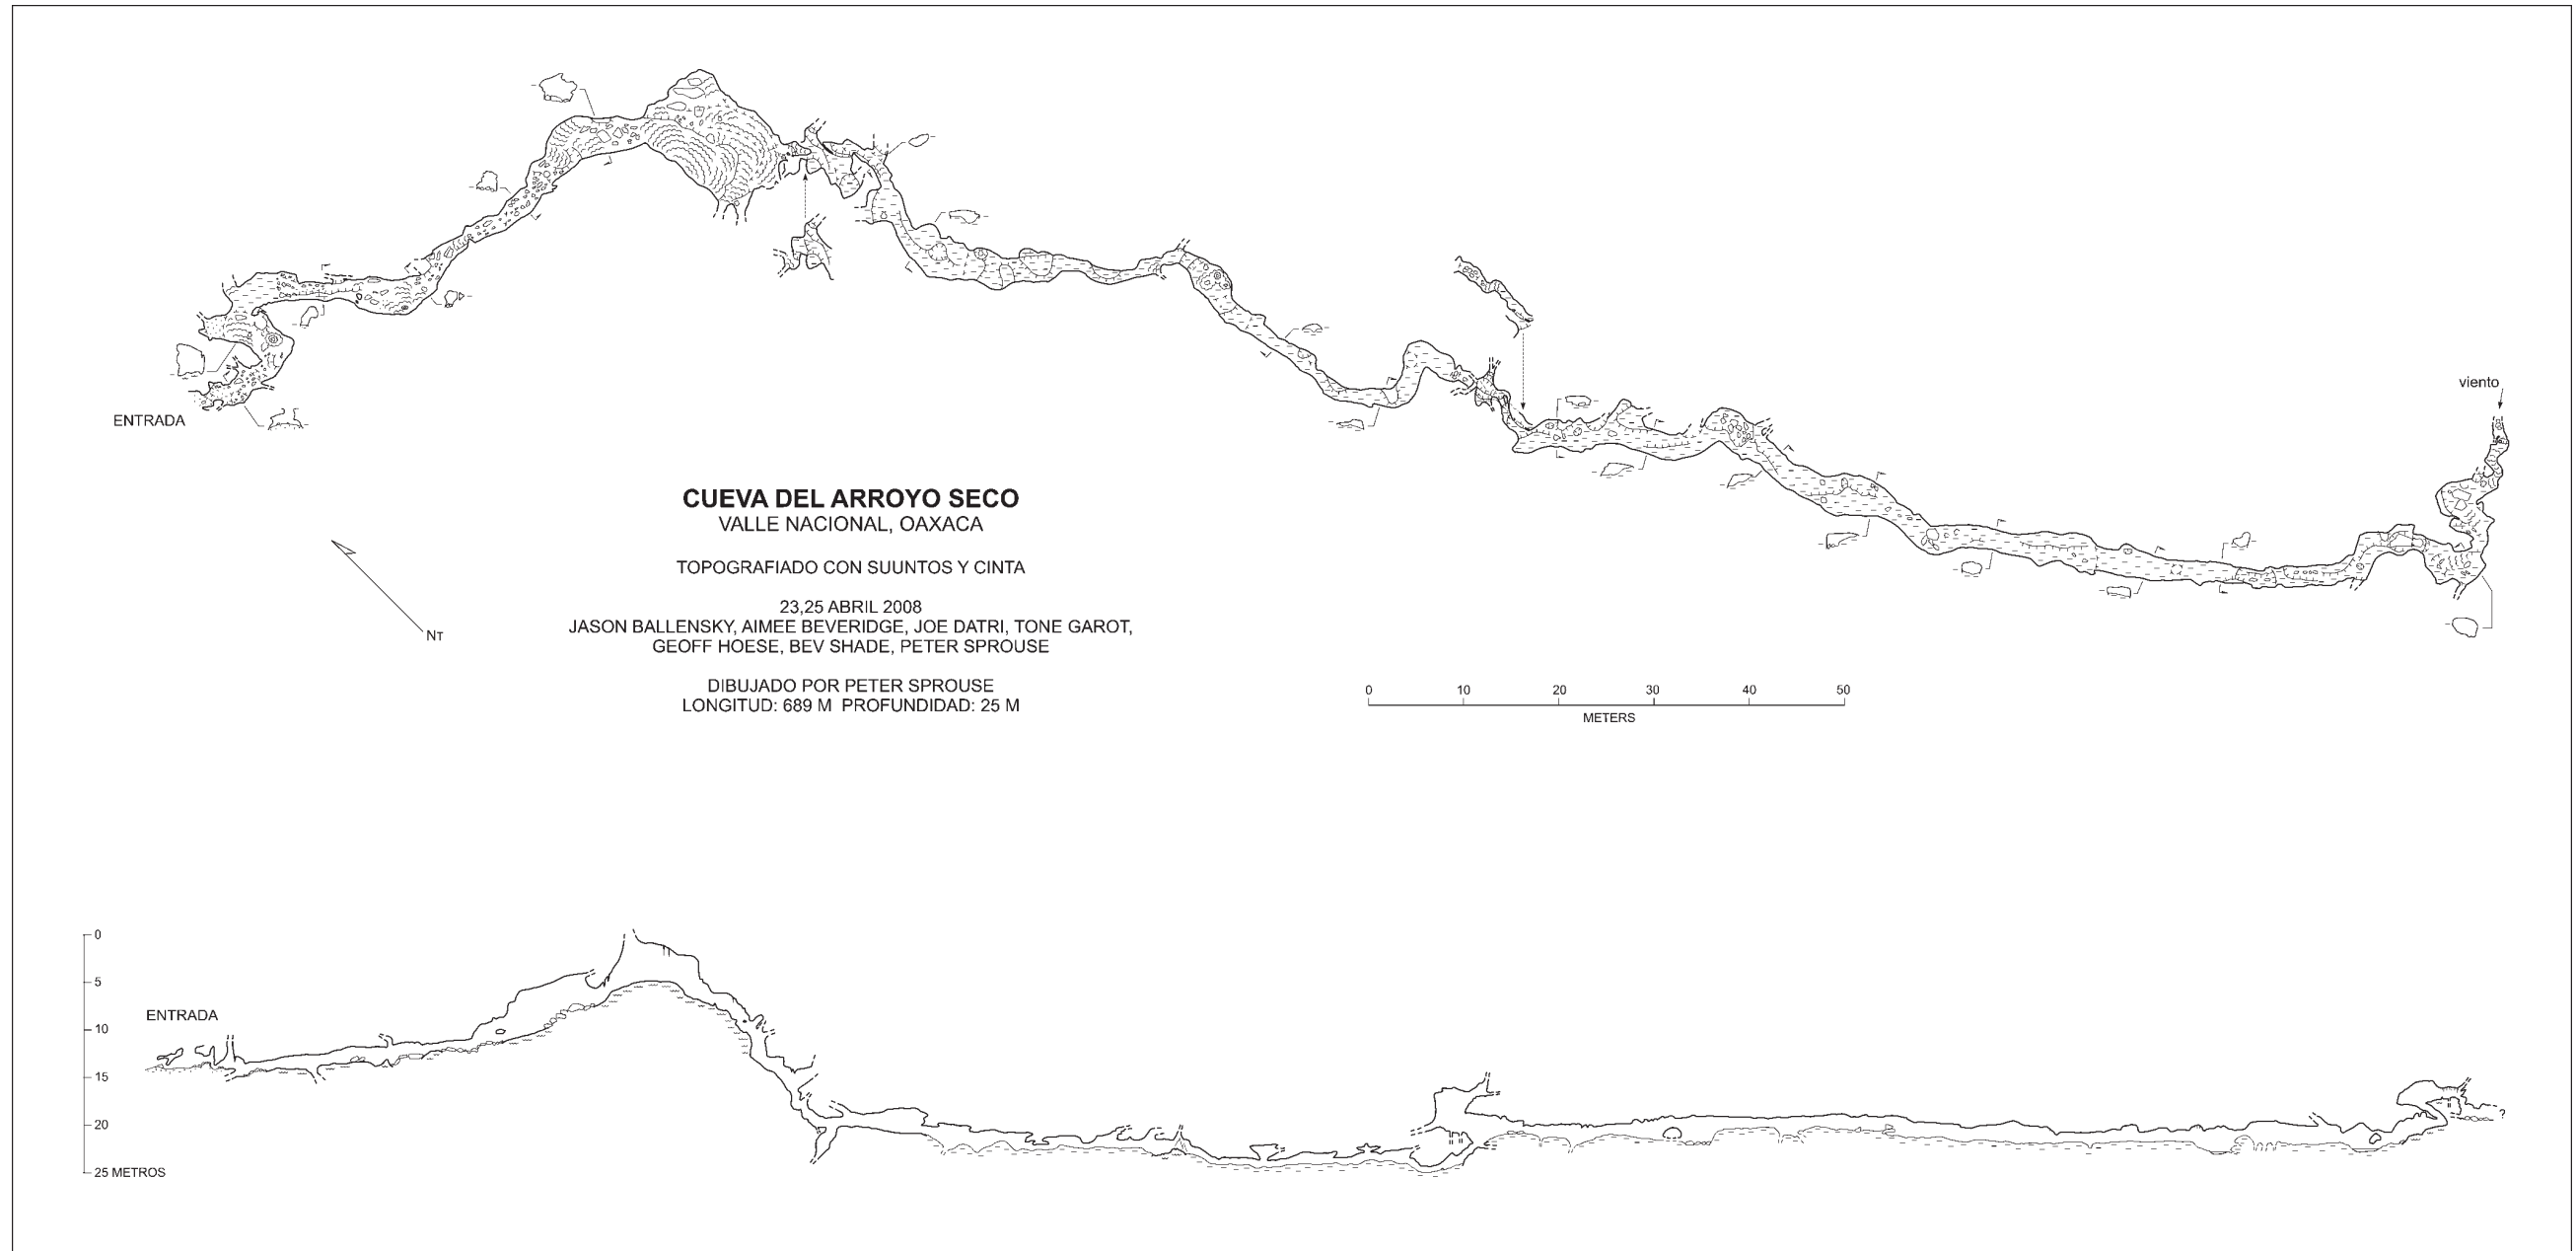 viento
ENTRADA
CUEVA DEL ARROYO SECO
VALLE NACIONAL, OAXACA
TOPOGRAFIADO CON SUUNTOS Y CINTA
23,25 ABRIL 2008
JASON BALLENSKY, AIMEE BEVERIDGE, JOE DATRI, TONE GAROT,
GEOFF HOESE, BEV SHADE, PETER SPROUSE
DIBUJADO POR PETER SPROUSE
LONGITUD: 689 M PROFUNDIDAD: 25 M
NT
0 10 20 30 40 50
METERS
0
5
ENTRADA
10
15
20
25 METROS
?